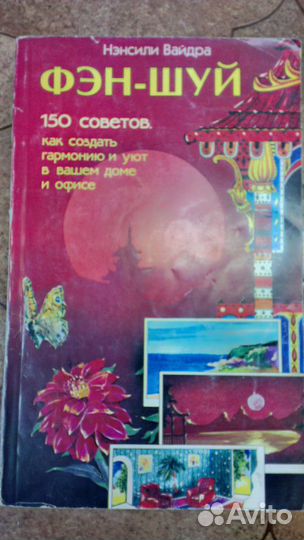 Нэнсили Вайдра
ФЭН-ШУЙ
150 советов,
как создать
гармонию и уют
в вашем доме
и офисе
Avito